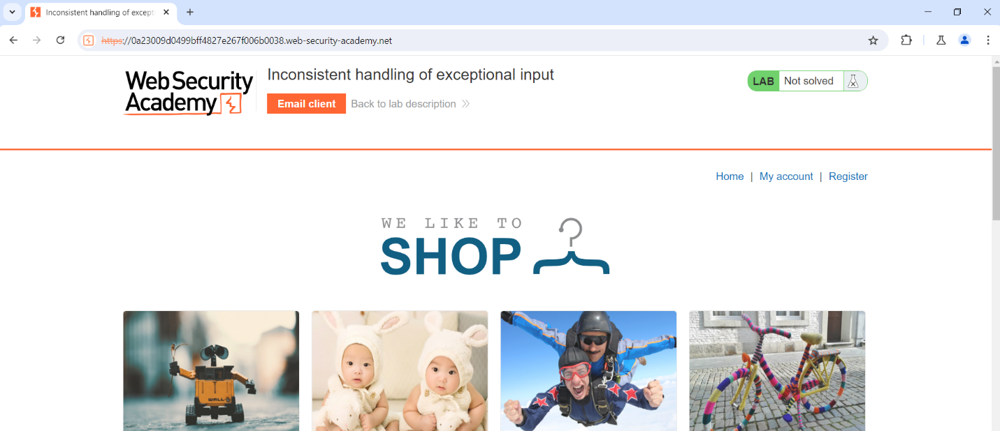 Inconsistent handling of except
https://0a23009d0499bff4827e267f006b0038.web-security-academy.net
Web Security
Academy
Inconsistent handling of exceptional input
Email client
Back to lab description
LAB
Not solved
Home | My account | Register
WE LIKE TO
SHOP
WALL·E